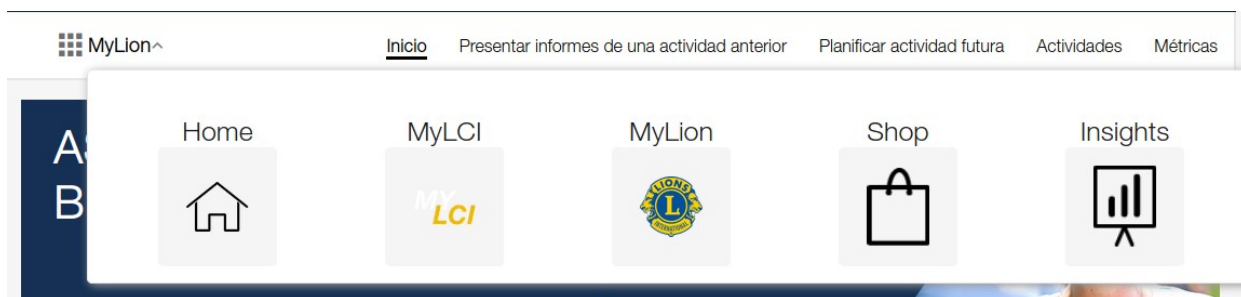 MyLion
Inicio Presentar informes de una actividad anterior Planificar actividad futura Actividades Métricas
Home MyLCI MyLion Shop Insights
MY
LCI
LIONS
L
INTERNATIONAL
A
B